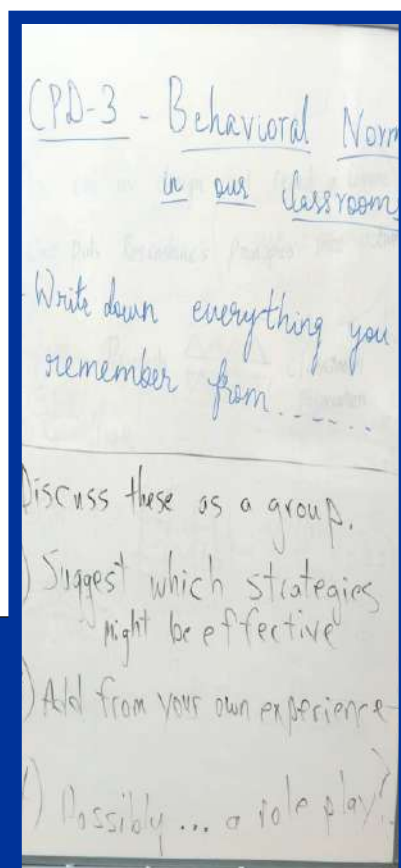 CPD-3 - Behavioral Norm
in our Classroom
- Write down everything you
remember from......
Discuss these as a group.
) Suggest which strategies
might be effective
) Add from your own experience
) Possibly... a role play?